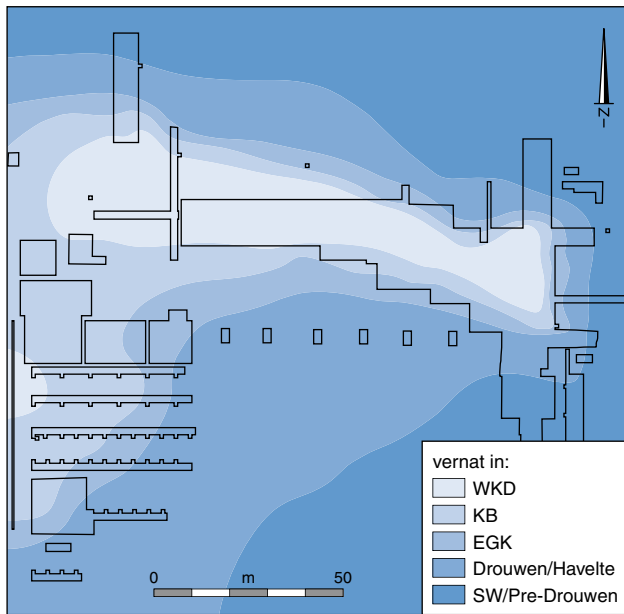 N
vernat in:
WKD
KB
EGK
Drouwen/Havelte
SW/Pre-Drouwen
0 m 50